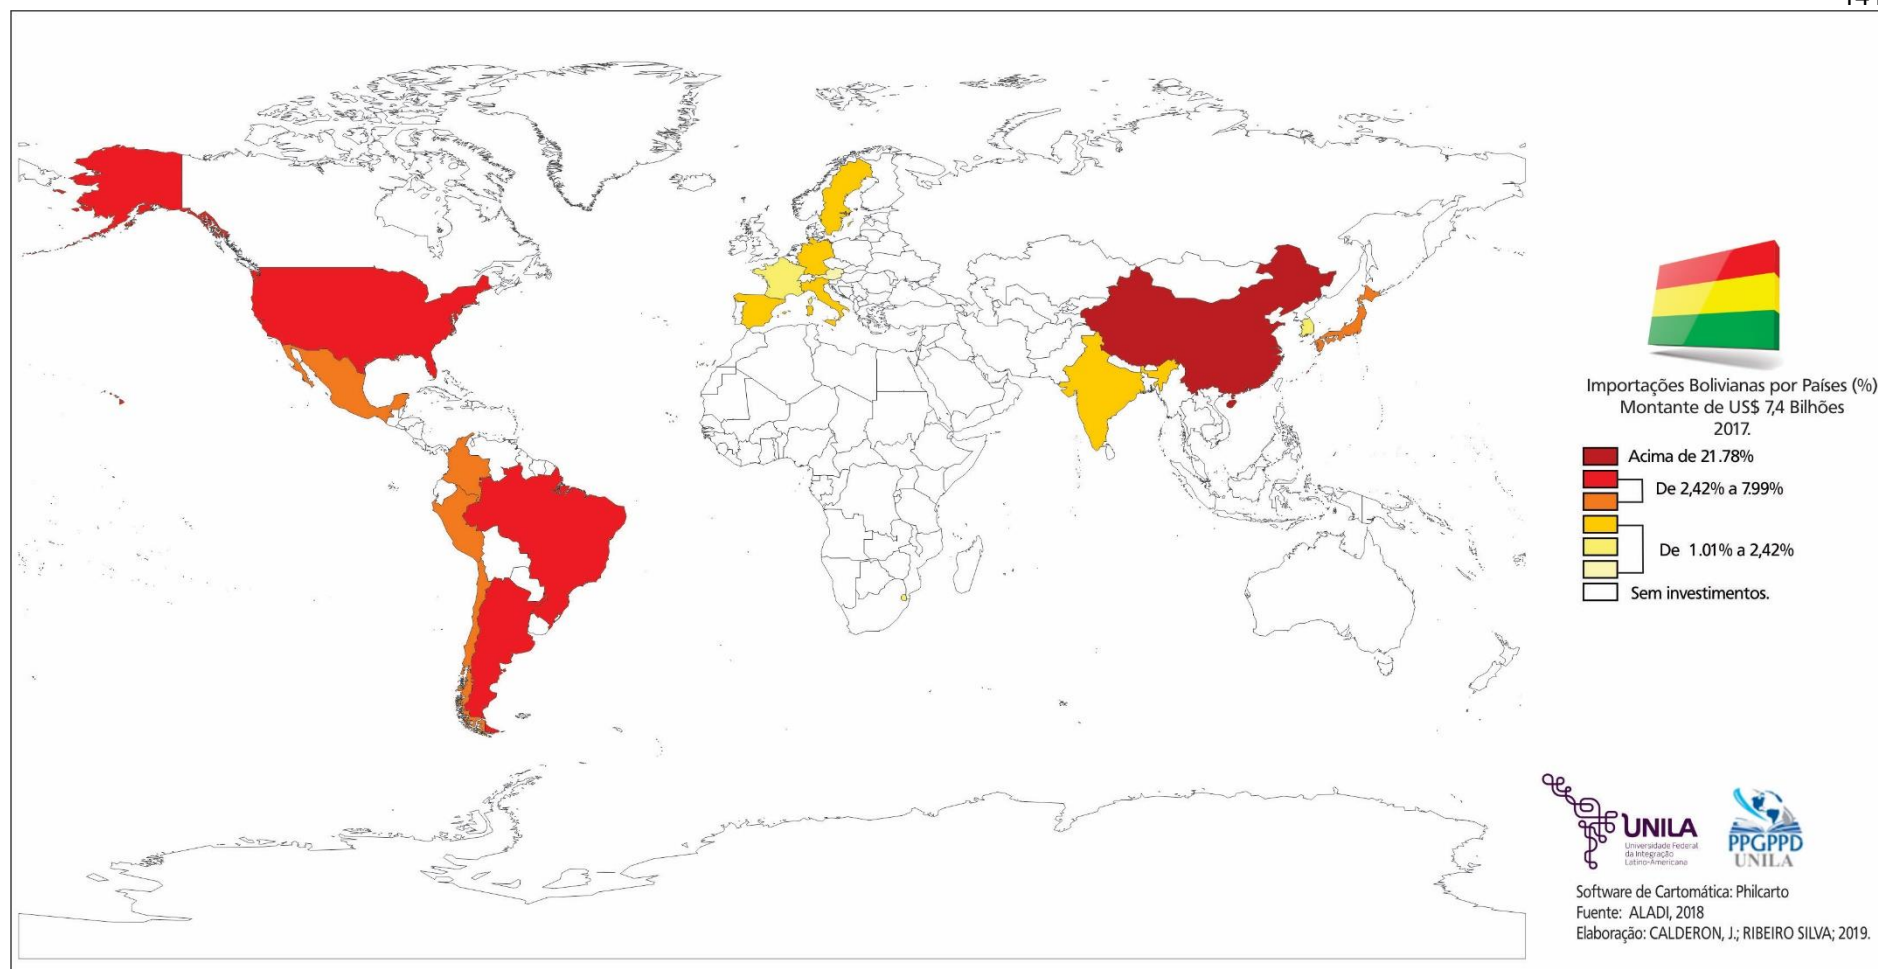 Importações Bolivianas por Países (%)
Montante de US$ 7,4 Bilhões
2017.
Acima de 21.78%
De 2,42% a 7.99%
De 1.01% a 2,42%
Sem investimentos.
UNILA
Universidade Federal
da Integração
Latino-Americana
PPGPPD
UNILA
Software de Cartomática: Philcarto
Fuente: ALADI, 2018
Elaboração: CALDERON, J.; RIBEIRO SILVA; 2019.